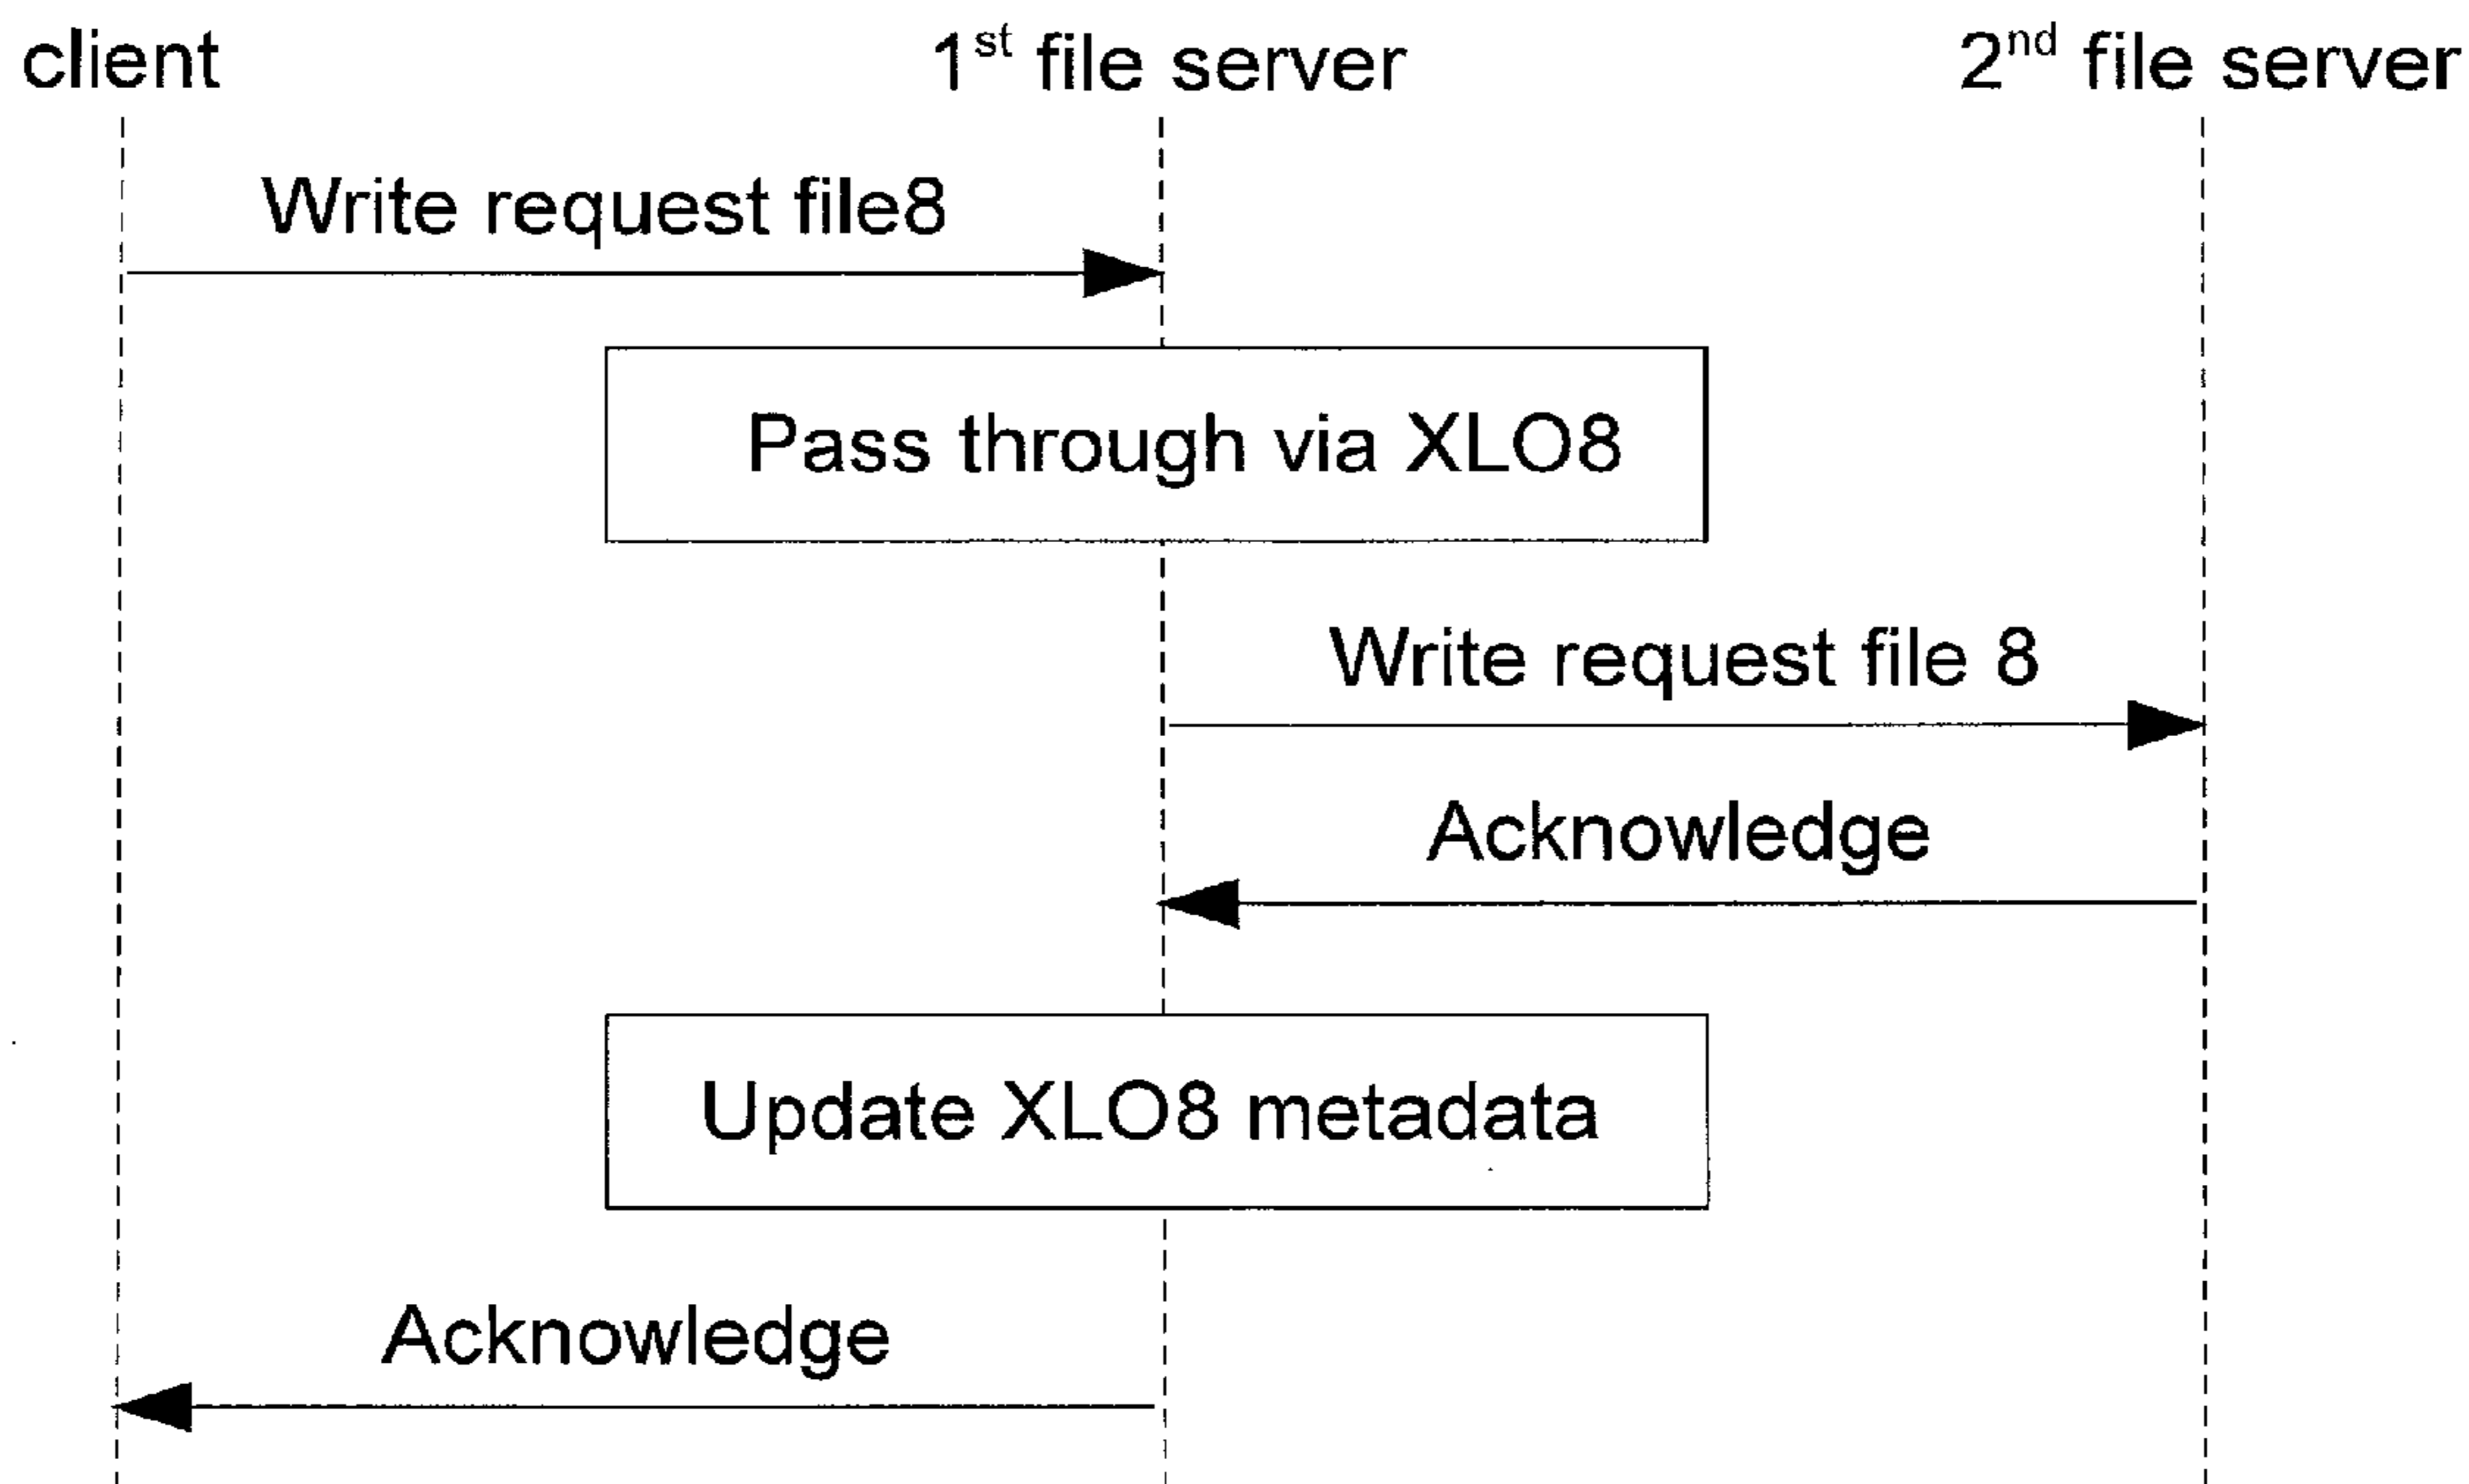 client
1st file server
2nd file server
Write request file8
Pass through via XLO8
Write request file 8
Acknowledge
Update XLO8 metadata
Acknowledge